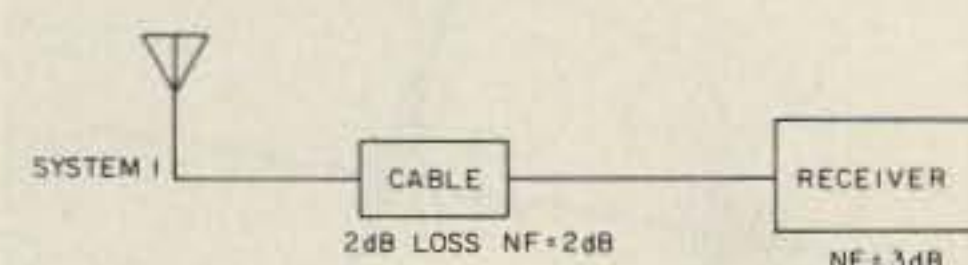 SYSTEM 1
CABLE
RECEIVER
2dB LOSS NF=2dB
NF=3dB